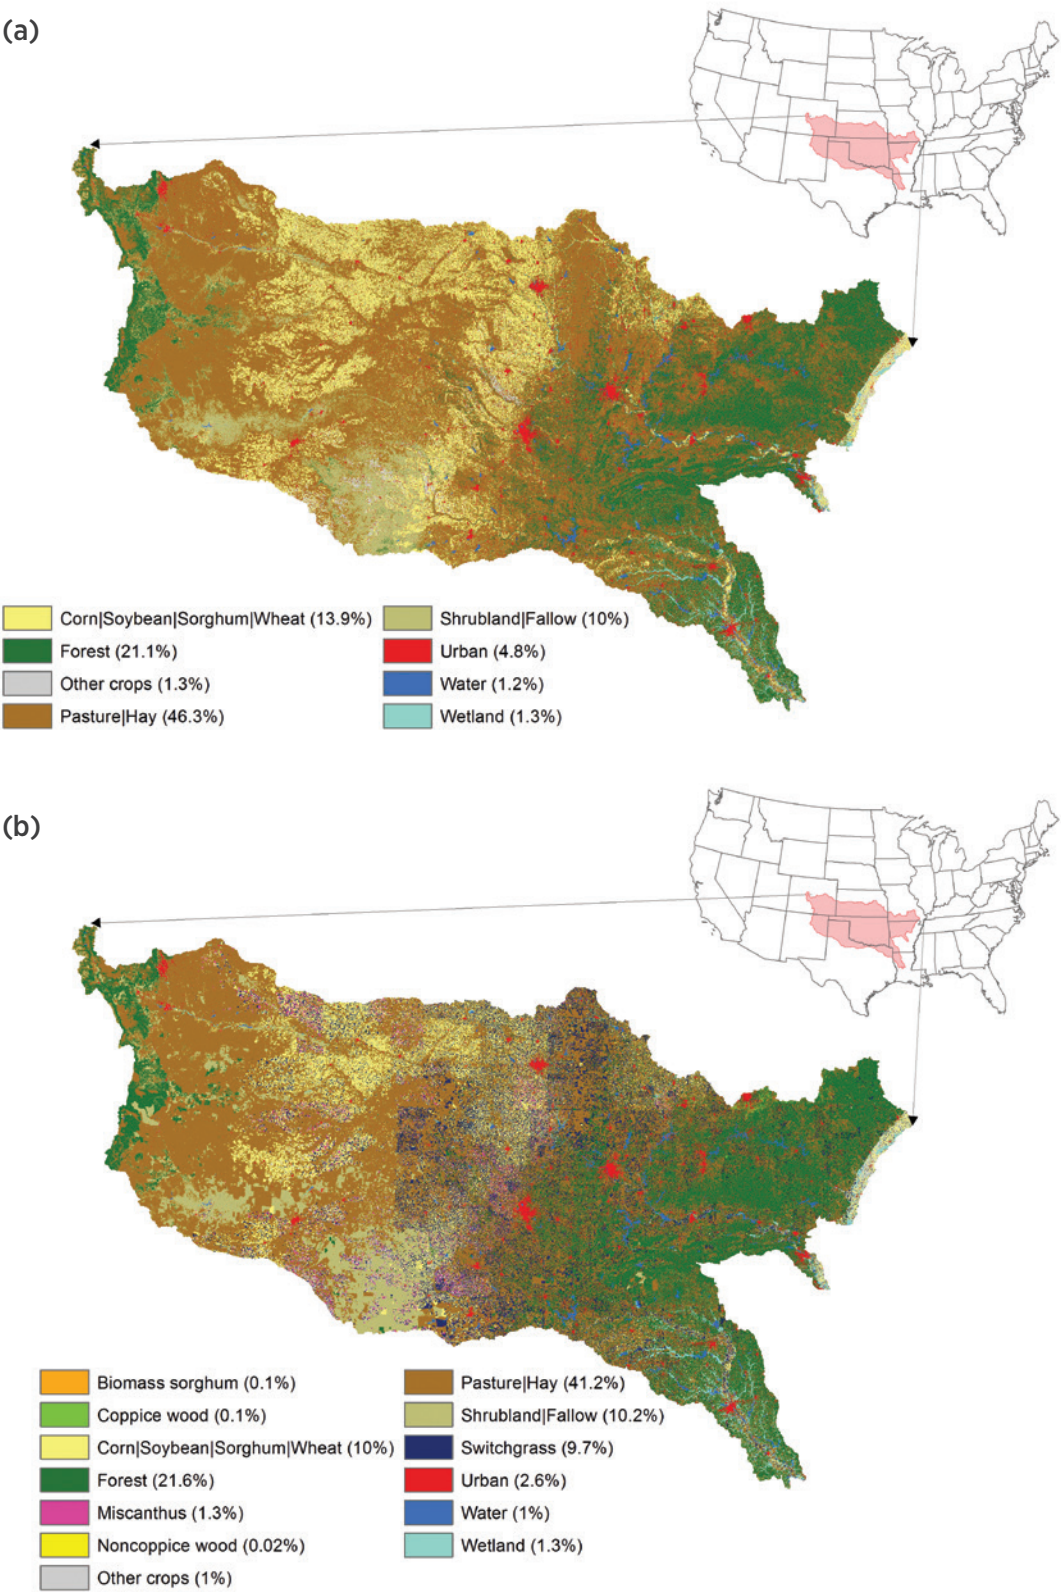 (a)
Corn|Soybean|Sorghum|Wheat (13.9%)
Forest (21.1%)
Other crops (1.3%)
Pasture|Hay (46.3%)
Shrubland|Fallow (10%)
Urban (4.8%)
Water (1.2%)
Wetland (1.3%)
(b)
Biomass sorghum (0.1%)
Coppice wood (0.1%)
Corn|Soybean|Sorghum|Wheat (10%)
Forest (21.6%)
Miscanthus (1.3%)
Noncoppice wood (0.02%)
Other crops (1%)
Pasture|Hay (41.2%)
Shrubland|Fallow (10.2%)
Switchgrass (9.7%)
Urban (2.6%)
Water (1%)
Wetland (1.3%)